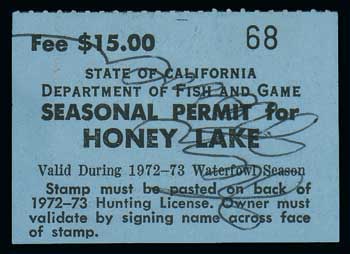 Fee $15.00 68
STATE OF CALIFORNIA
DEPARTMENT OF FISH AND GAME
SEASONAL PERMIT for
HONEY LAKE
Valid During 1972-73 Waterfowl Season
Stamp must be pasted on back of
1972-73 Hunting License. Owner must
validate by signing name across face
of stamp.